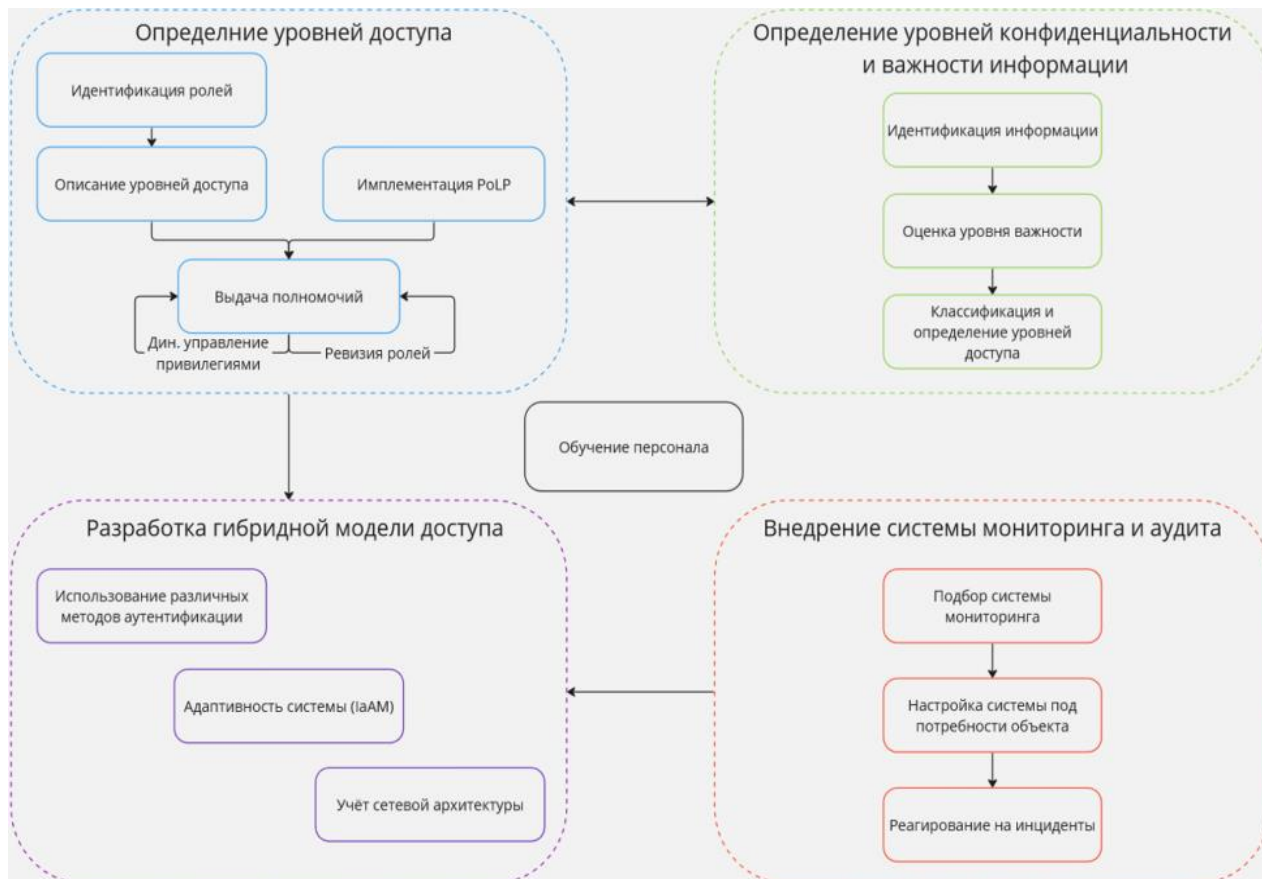 Определние уровней доступа
Идентификация ролей
Описание уровней доступа
Имплементация PoLP
Выдача полномочий
Дин. управление
привилегиями
Ревизия ролей
Определение уровней конфиденциальности
и важности информации
Идентификация информации
Оценка уровня важности
Классификация и
определение уровней
доступа
Обучение персонала
Разработка гибридной модели доступа
Использование различных
методов аутентификации
Адаптивность системы (IaAM)
Учёт сетевой архитектуры
Внедрение системы мониторинга и аудита
Подбор системы
мониторинга
Настройка системы под
потребности объекта
Реагирование на инциденты